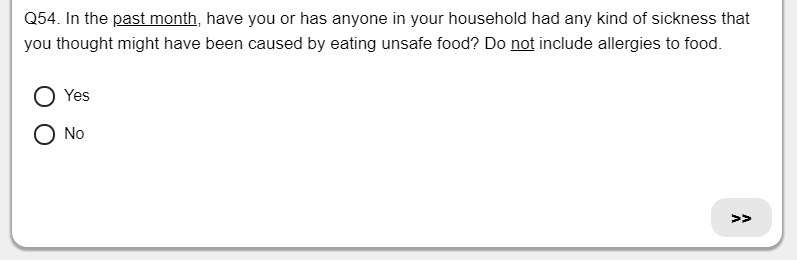 Q54. In the past month, have you or has anyone in your household had any kind of sickness that
you thought might have been caused by eating unsafe food? Do not include allergies to food.
Yes
No
>>